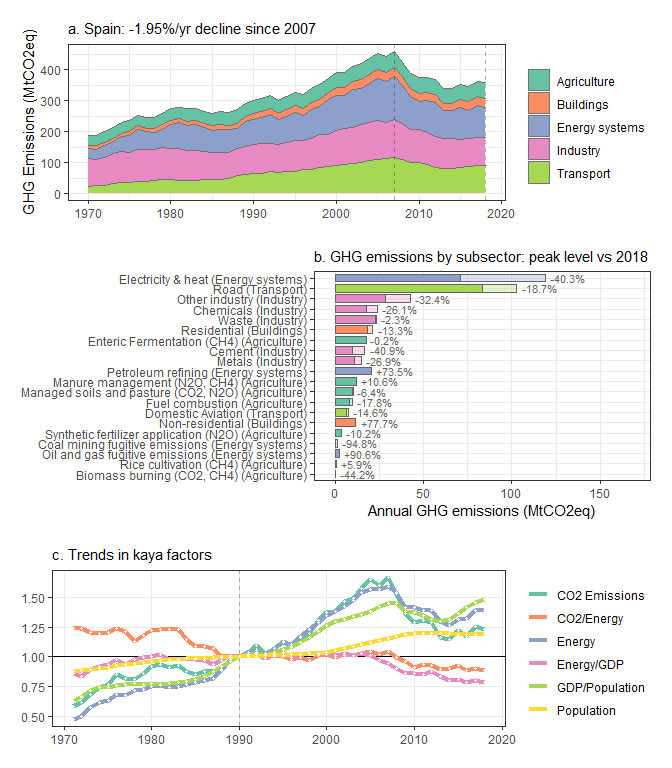 a. Spain: -1.95%/yr decline since 2007
GHG Emissions (MtCO2eq)
400
300
200
100
0
1970 1980 1990 2000 2010 2020
Agriculture
Buildings
Energy systems
Industry
Transport
b. GHG emissions by subsector: peak level vs 2018
Electricity & heat (Energy systems) -40.3%
Road (Transport) -18.7%
Other industry (Industry) -32.4%
Chemicals (Industry) -26.1%
Waste (Industry) -2.3%
Residential (Buildings) -13.3%
Enteric Fermentation (CH4) (Agriculture) -0.2%
Cement (Industry) -40.9%
Metals (Industry) -26.9%
Petroleum refining (Energy systems) +73.5%
Manure management (N2O, CH4) (Agriculture) +10.6%
Managed soils and pasture (CO2, N2O) (Agriculture) -6.4%
Fuel combustion (Agriculture) -17.8%
Domestic Aviation (Transport) -14.6%
Non-residential (Buildings) +77.7%
Synthetic fertilizer application (N2O) (Agriculture) -10.2%
Coal mining fugitive emissions (Energy systems) -94.8%
Oil and gas fugitive emissions (Energy systems) +90.6%
Rice cultivation (CH4) (Agriculture) +5.9%
Biomass burning (CO2, CH4) (Agriculture) -44.2%
0 50 100 150
Annual GHG emissions (MtCO2eq)
c. Trends in kaya factors
1.50
1.25
1.00
0.75
0.50
1970 1980 1990 2000 2010 2020
CO2 Emissions
CO2/Energy
Energy
Energy/GDP
GDP/Population
Population